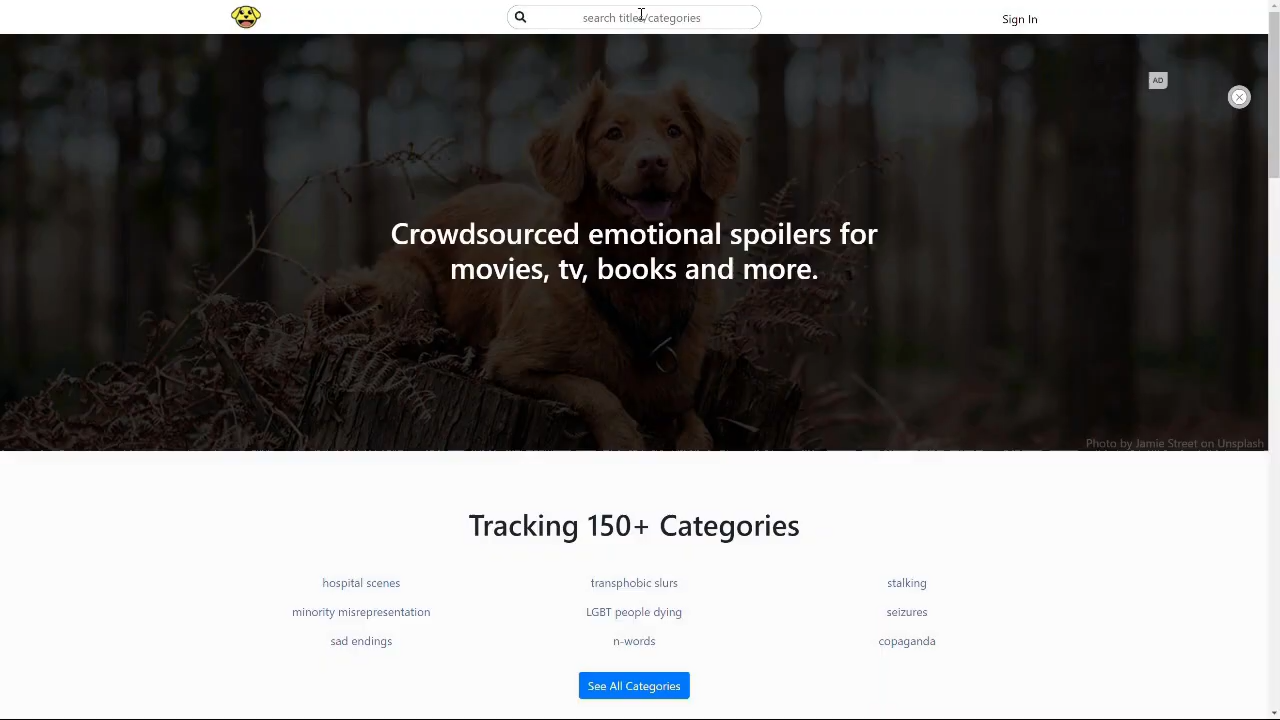 search titles/categories
Sign In
AD
Crowdsourced emotional spoilers for
movies, tv, books and more.
Photo by Jamie Street on Unsplash
Tracking 150+ Categories
hospital scenes
transphobic slurs
stalking
minority misrepresentation
LGBT people dying
seizures
sad endings
n-words
copaganda
See All Categories